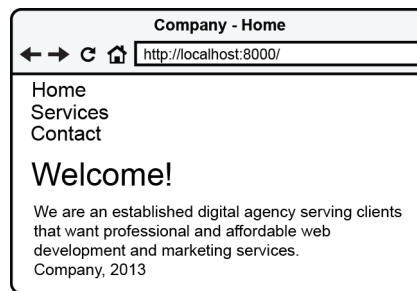 Company - Home
http://localhost:8000/
Home
Services
Contact
Welcome!
We are an established digital agency serving clients
that want professional and affordable web
development and marketing services.
Company, 2013